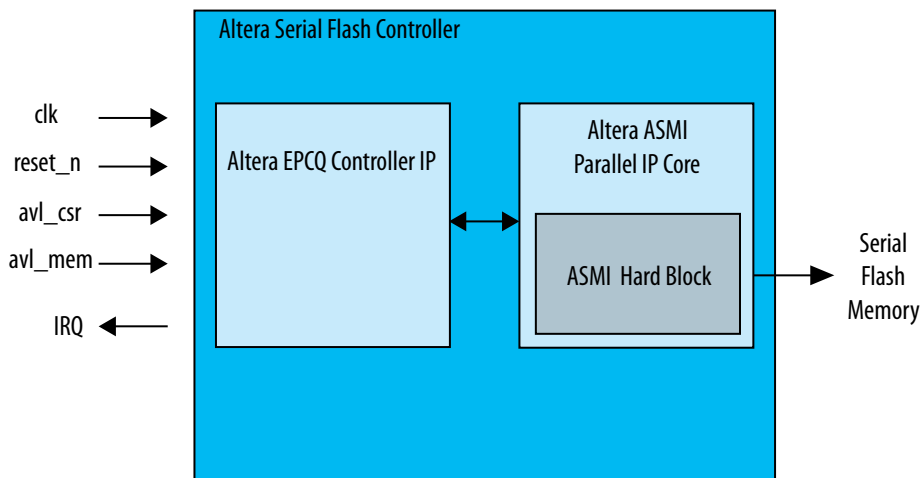 Altera Serial Flash Controller
clk
reset_n
avl_csr
avl_mem
IRQ
Altera EPCQ Controller IP
Altera ASMI
Parallel IP Core
ASMI Hard Block
Serial
Flash
Memory